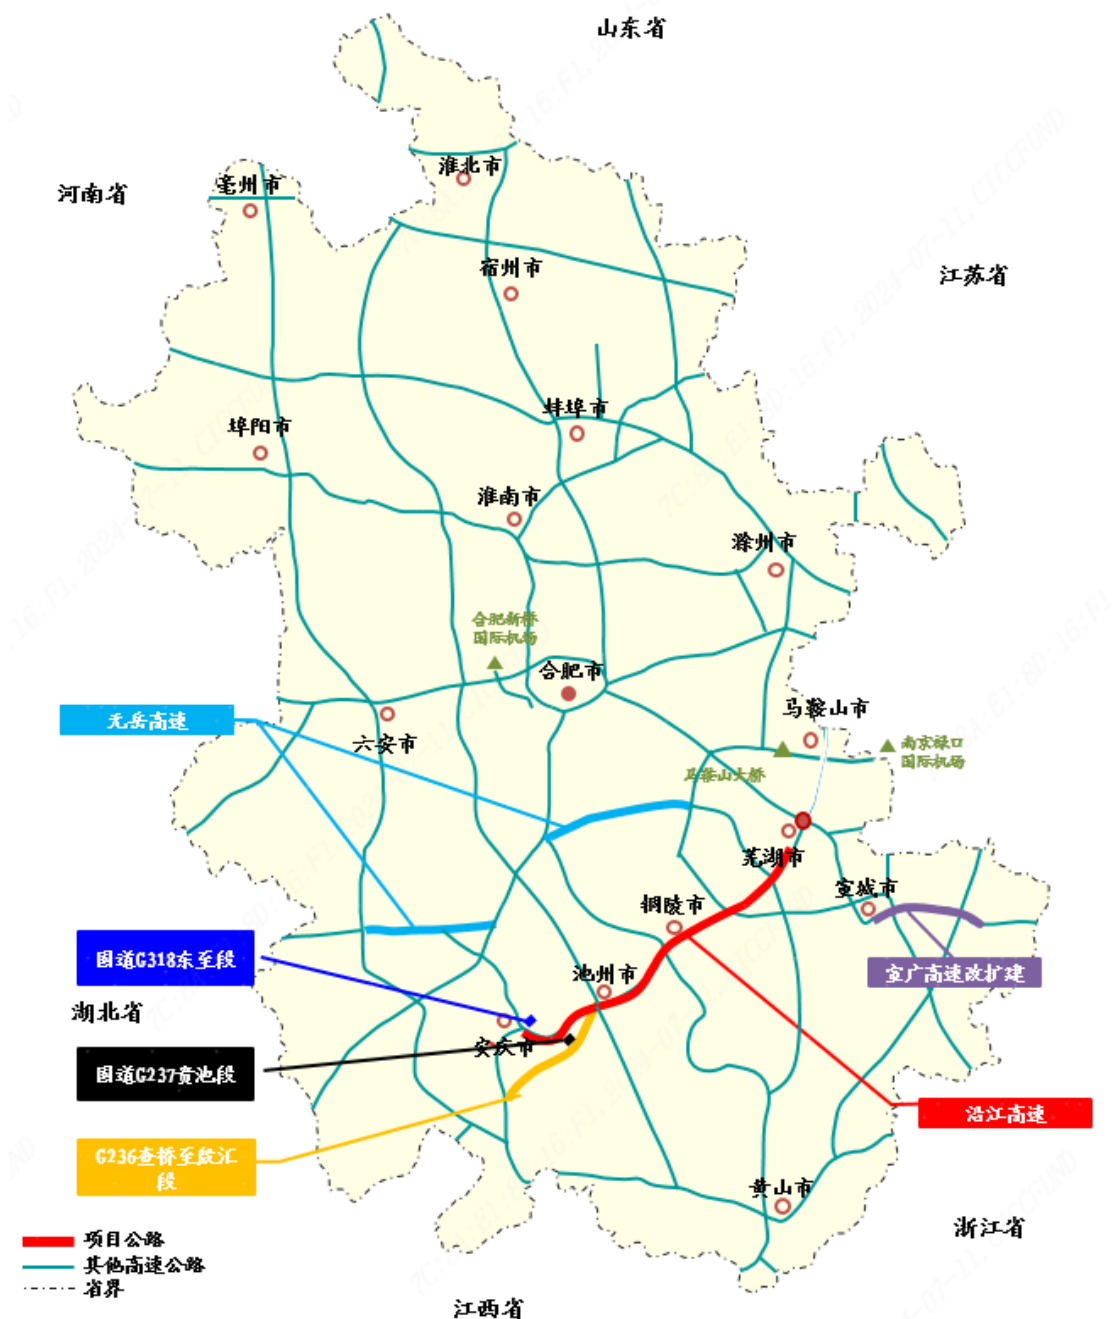 山东省
河南省
淮北市
亳州市
宿州市
江苏省
蚌埠市
埠阳市
淮南市
滁州市
合肥新桥
国际机场
合肥市
无岳高速
六安市
马鞍山市
南京禄口
国际机场
马鞍山大桥
芜湖市
宣城市
铜陵市
国道G318东至段
池州市
宣广高速改扩建
湖北省
安庆市
国道G237贵池段
沿江高速
G236查桥至殷汇
段
黄山市
浙江省
项目公路
其他高速公路
省界
江西省